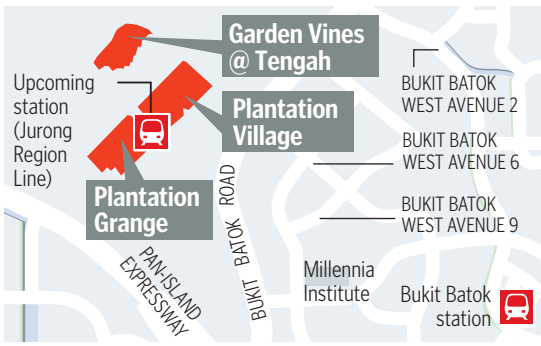 Garden Vines
@ Tengah
Upcoming
station
(Jurong
Region
Line)
Plantation
Village
Plantation
Grange
BUKIT BATOK
WEST AVENUE 2
BUKIT BATOK
WEST AVENUE 6
BUKIT BATOK
WEST AVENUE 9
BUKIT BATOK ROAD
PAN-ISLAND
EXPRESSWAY
Millennia
Institute
Bukit Batok
station